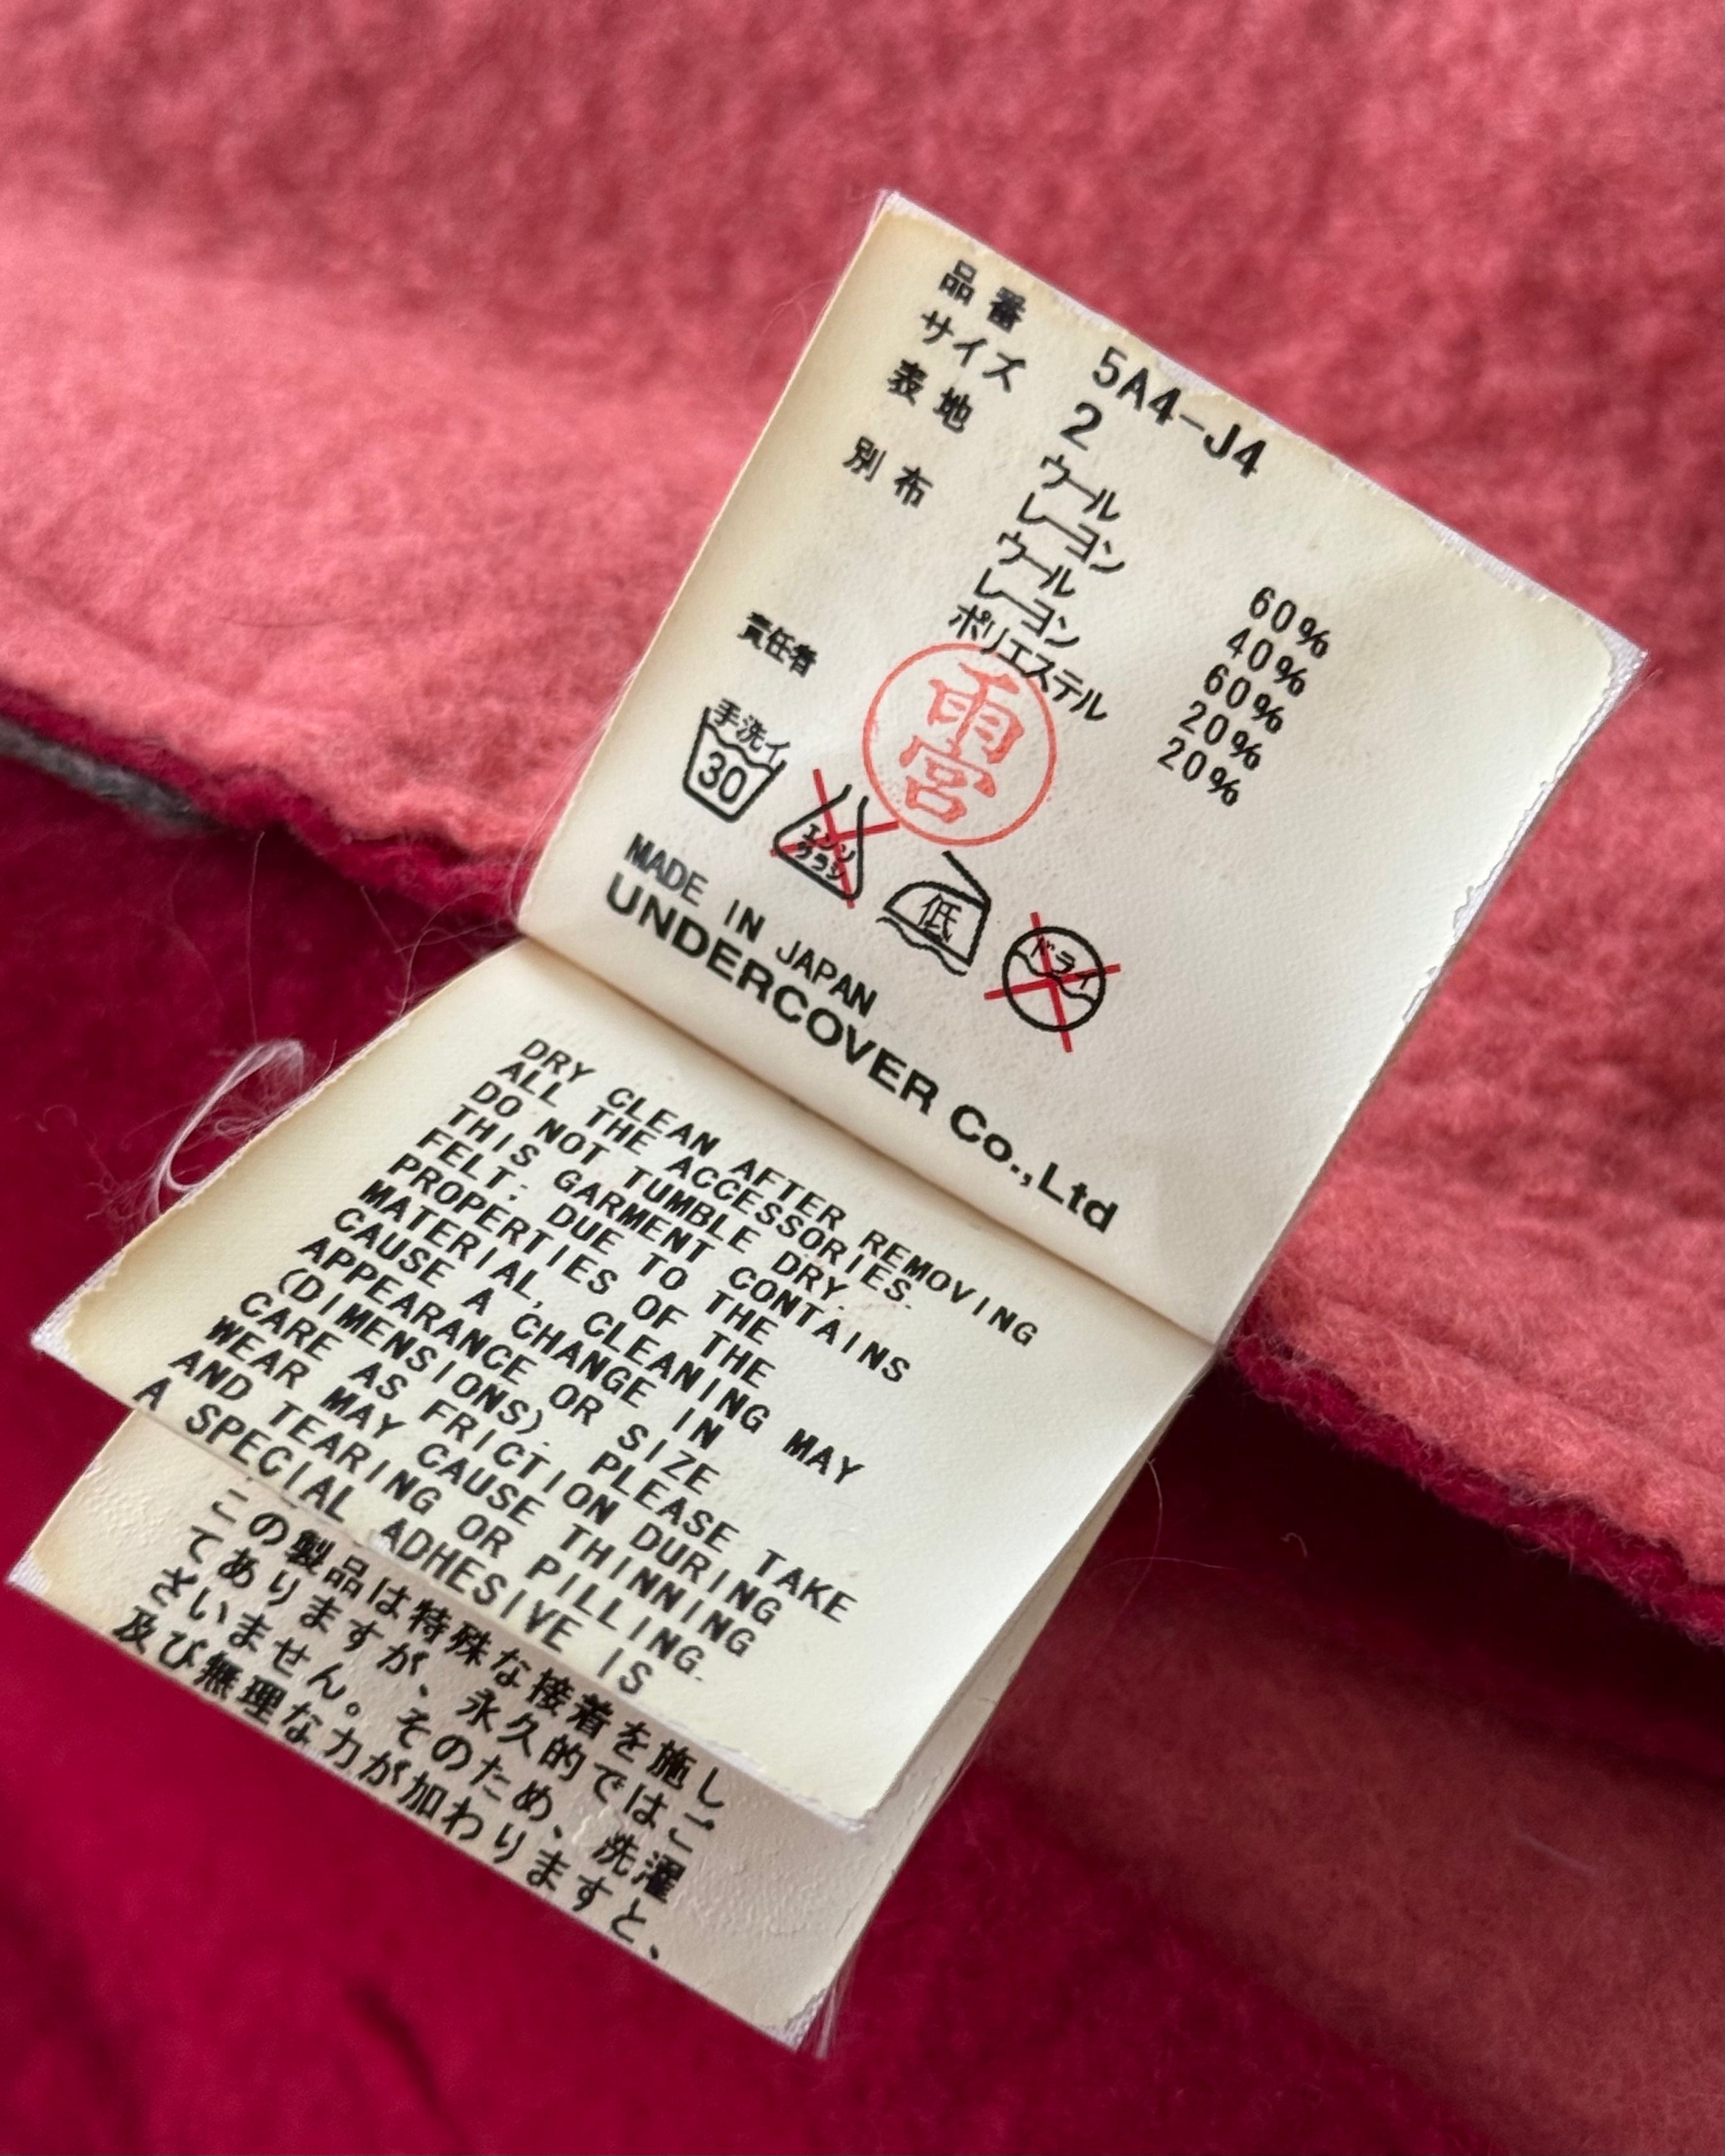 品番 5A4-J4
サイズ 2
表地 ウール 60%
レーヨン 40%
別布 ウール 60%
レーヨン 20%
ポリエステル 20%
責任者 雨宮
手洗イ 30
エンソ
サラシ
低
ドライ
MADE IN JAPAN
UNDERCOVER Co.,Ltd
DRY CLEAN AFTER REMOVING
ALL THE ACCESSORIES.
DO NOT TUMBLE DRY.
THIS GARMENT CONTAINS
FELT; DUE TO THE
PROPERTIES OF THE
MATERIAL, CLEANING MAY
CAUSE A CHANGE IN
APPEARANCE OR SIZE
(DIMENSIONS). PLEASE TAKE
CARE AS FRICTION DURING
WEAR MAY CAUSE THINNING
AND TEARING OR PILLING.
A SPECIAL ADHESIVE IS
この製品は特殊な接着を施し
てありますが、永久的ではご
ざいません。そのため、洗濯
及び無理な力が加わりますと、